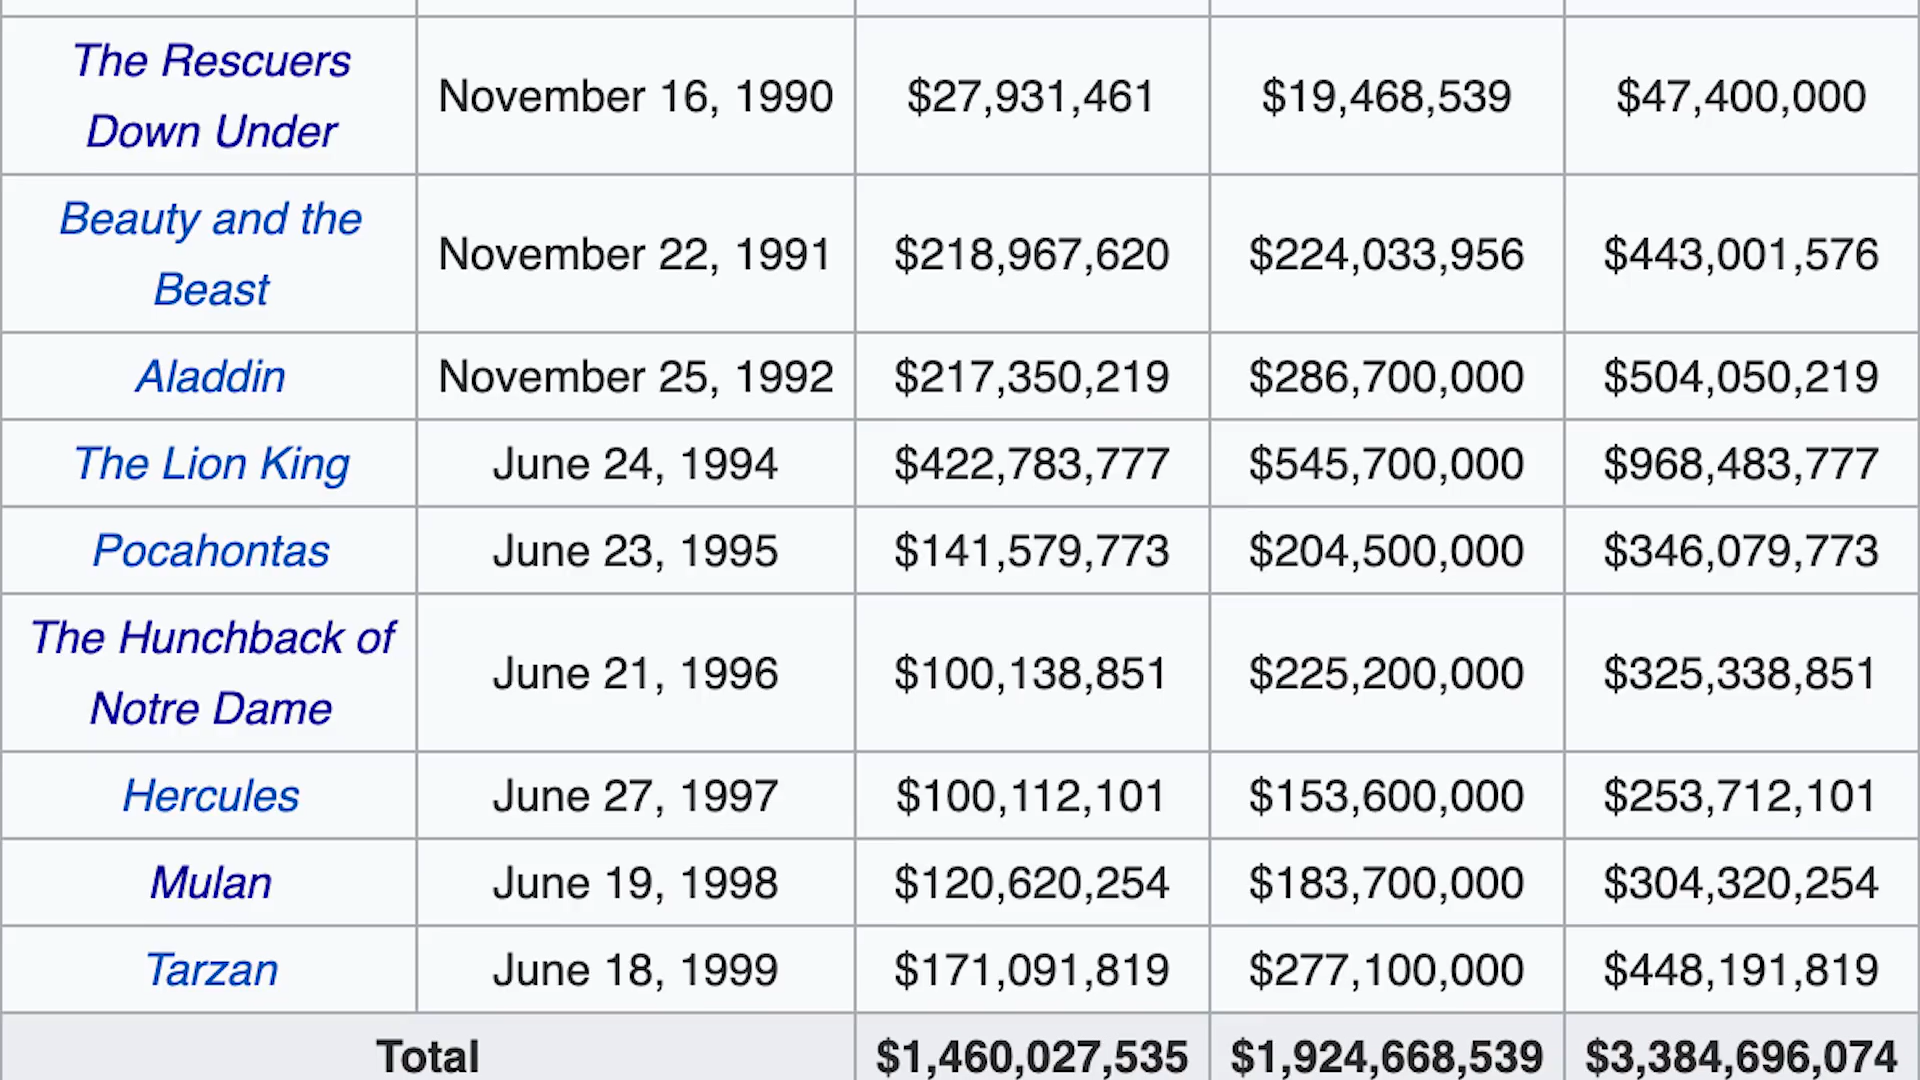 The Rescuers
Down Under
November 16, 1990 $27,931,461 $19,468,539 $47,400,000
Beauty and the
Beast
November 22, 1991 $218,967,620 $224,033,956 $443,001,576
Aladdin November 25, 1992 $217,350,219 $286,700,000 $504,050,219
The Lion King June 24, 1994 $422,783,777 $545,700,000 $968,483,777
Pocahontas June 23, 1995 $141,579,773 $204,500,000 $346,079,773
The Hunchback of
Notre Dame
June 21, 1996 $100,138,851 $225,200,000 $325,338,851
Hercules June 27, 1997 $100,112,101 $153,600,000 $253,712,101
Mulan June 19, 1998 $120,620,254 $183,700,000 $304,320,254
Tarzan June 18, 1999 $171,091,819 $277,100,000 $448,191,819
Total $1,460,027,535 $1,924,668,539 $3,384,696,074